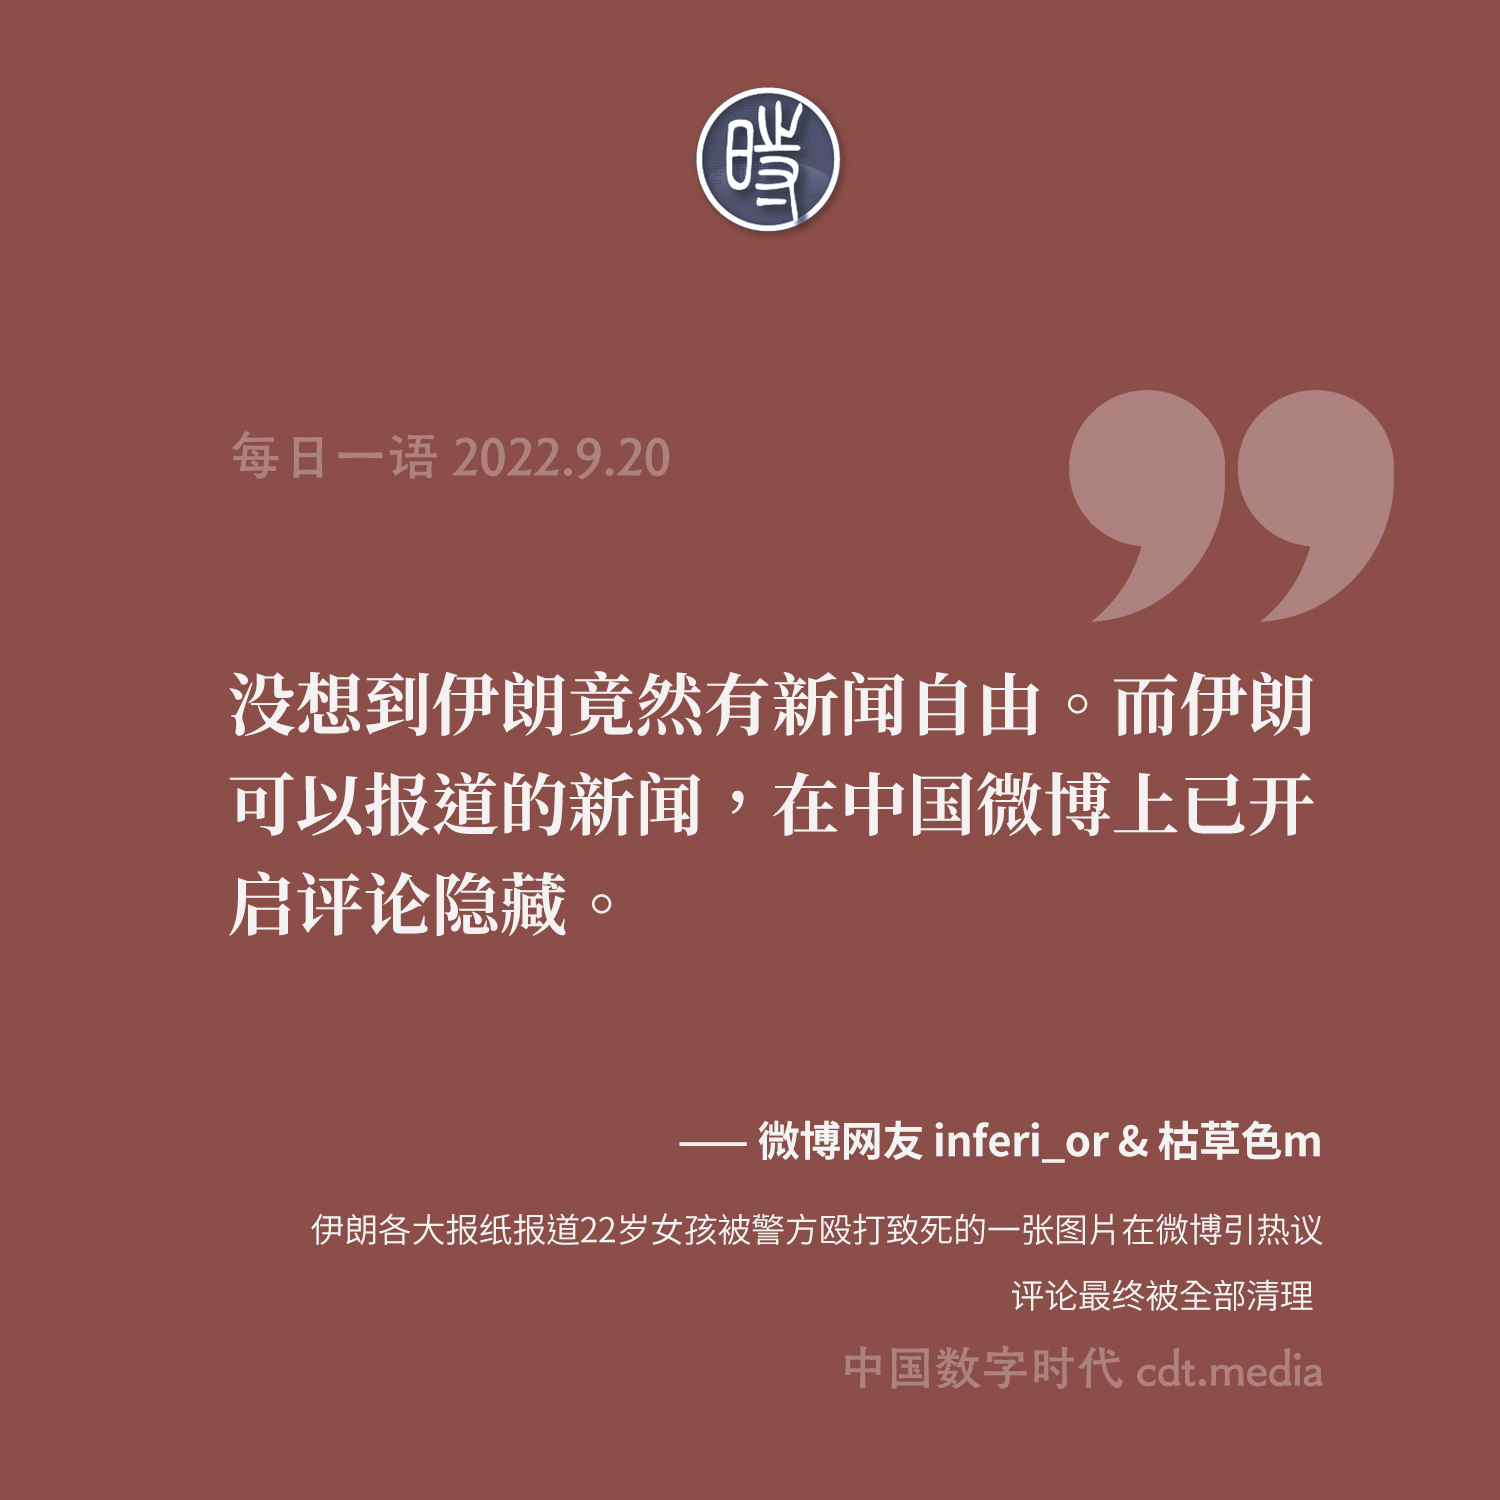 時
每日一语 2022.9.20
没想到伊朗竟然有新闻自由。而伊朗
可以报道的新闻，在中国微博上已开
启评论隐藏。
—— 微博网友 inferi_or & 枯草色m
伊朗各大报纸报道22岁女孩被警方殴打致死的一张图片在微博引热议
评论最终被全部清理
中国数字时代 cdt.media